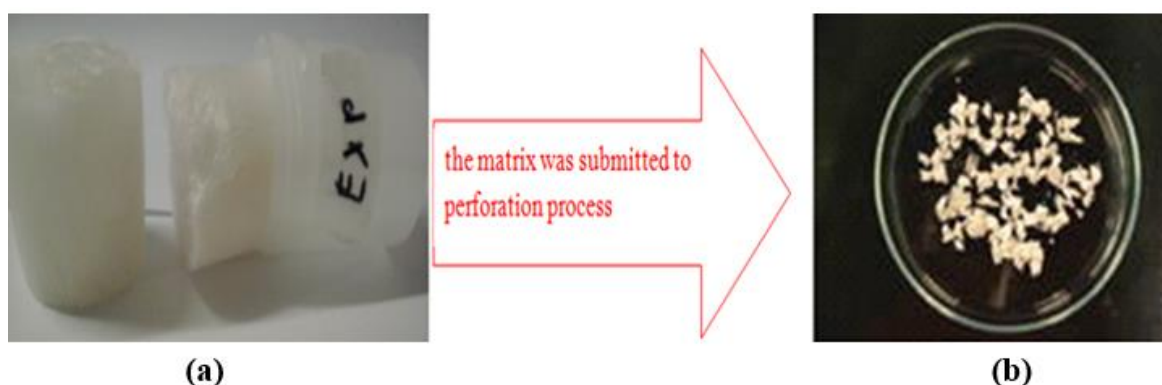 EXP
the matrix was submitted to
perforation process
(a)
(b)